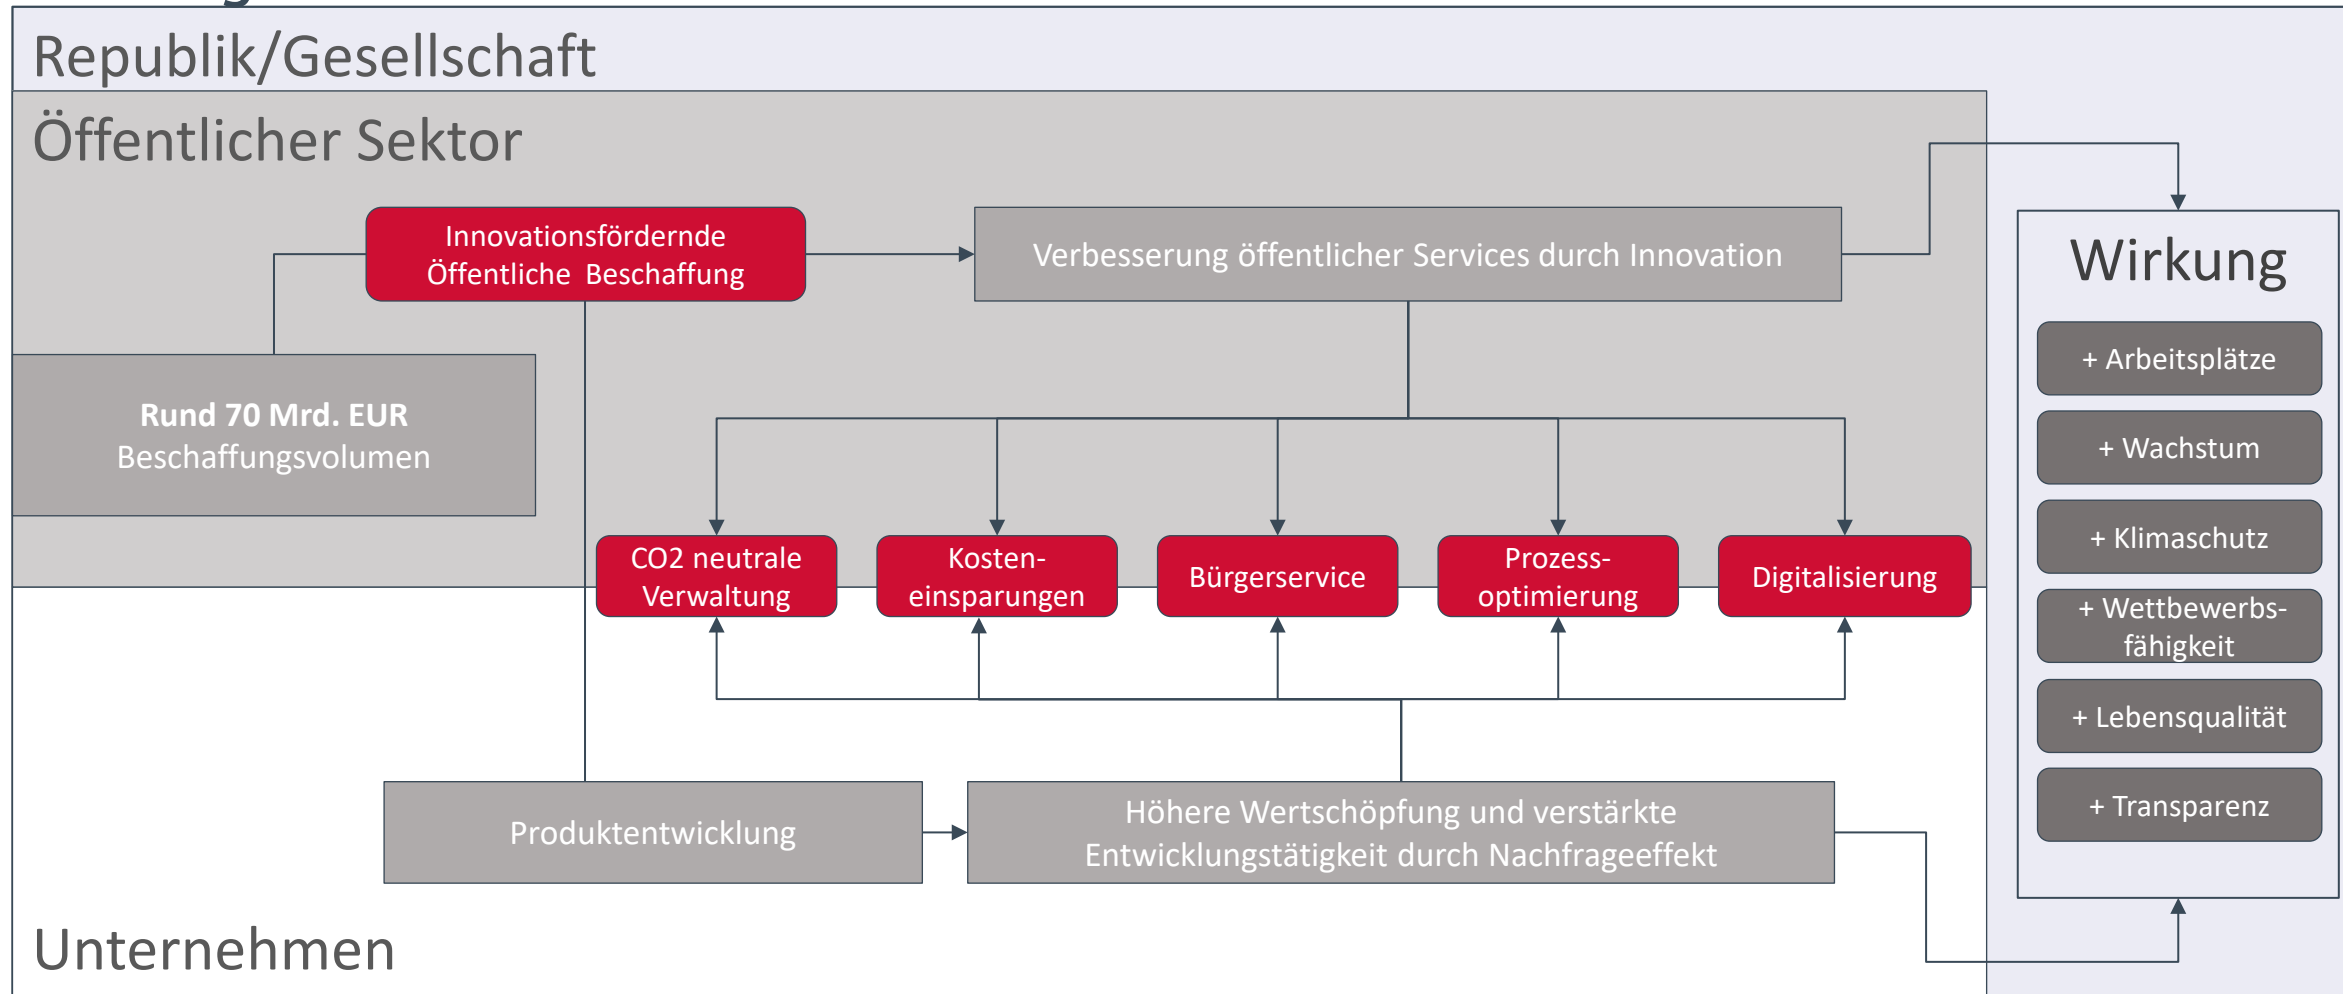 Republik/Gesellschaft
Öffentlicher Sektor
Innovationsfördernde
Öffentliche Beschaffung
Verbesserung öffentlicher Services durch Innovation
Rund 70 Mrd. EUR
Beschaffungsvolumen
CO2 neutrale
Verwaltung
Kosten-
einsparungen
Bürgerservice
Prozess-
optimierung
Digitalisierung
Produktentwicklung
Höhere Wertschöpfung und verstärkte
Entwicklungstätigkeit durch Nachfrageeffekt
Unternehmen
Wirkung
+ Arbeitsplätze
+ Wachstum
+ Klimaschutz
+ Wettbewerbs-
fähigkeit
+ Lebensqualität
+ Transparenz